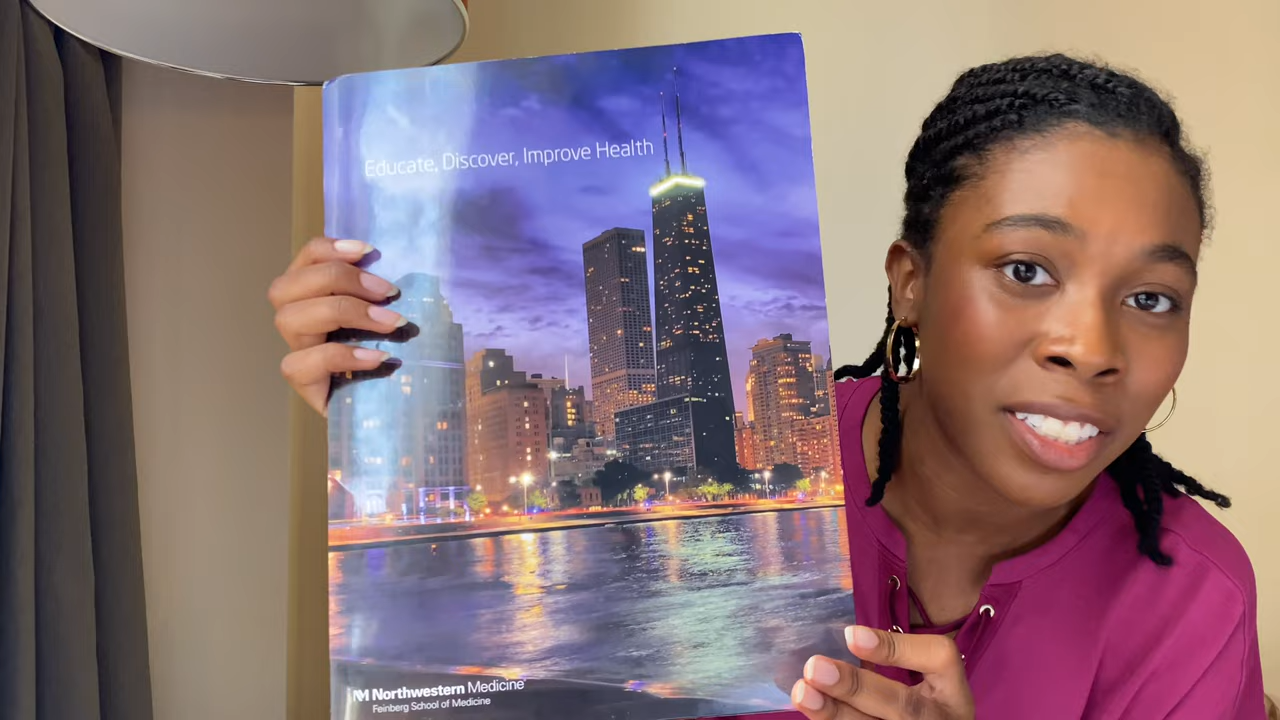 Educate, Discover, Improve Health
Northwestern Medicine
Feinberg School of Medicine